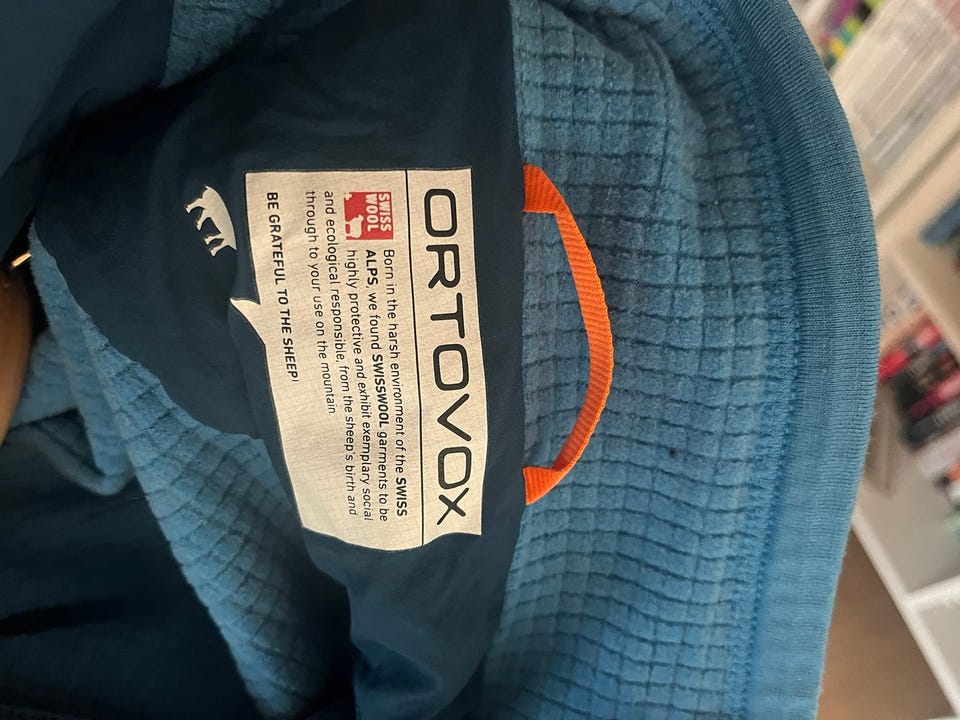 ORTOVOX
SWISS
WOOL
Born in the harsh environment of the SWISS
ALPS, we found SWISSWOOL garments to be
highly protective and exhibit exemplary social
and ecological responsible, from the sheep's birth and
through to your use on the mountain
BE GRATEFUL TO THE SHEEP!